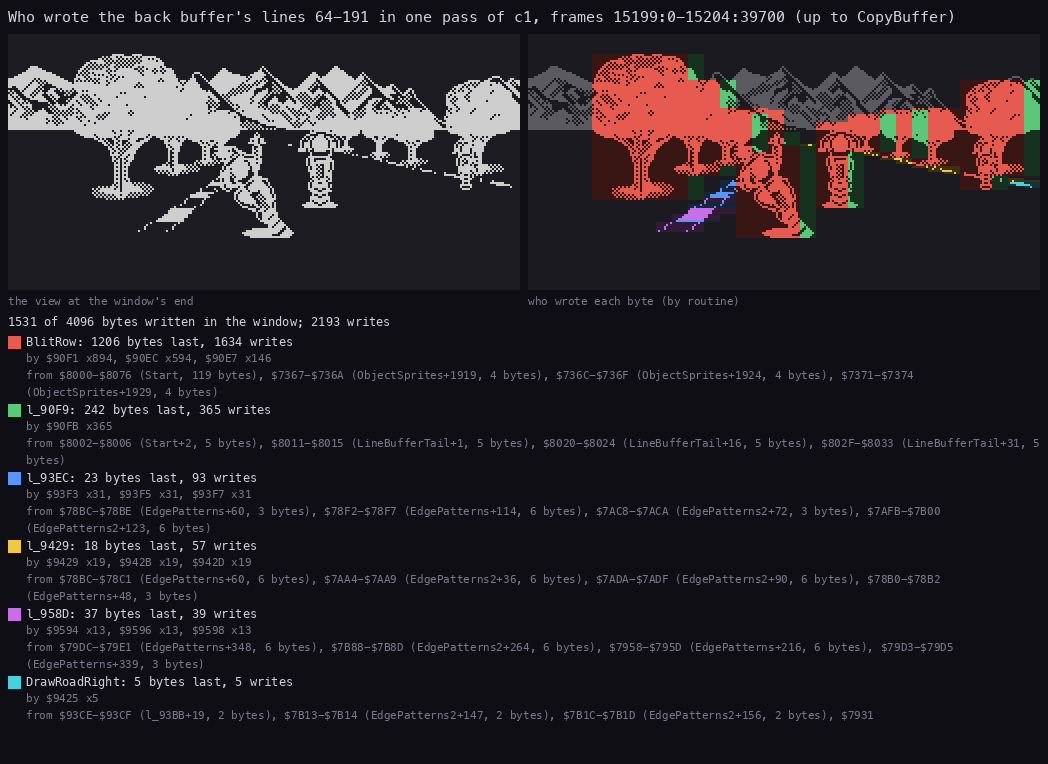 Who wrote the back buffer's lines 64–191 in one pass of c1, frames 15199:0–15204:39700 (up to CopyBuffer)
the view at the window's end
who wrote each byte (by routine)
1531 of 4096 bytes written in the window; 2193 writes
BlitRow: 1206 bytes last, 1634 writes
by $90F1 x894, $90EC x594, $90E7 x146
from $8000–$8076 (Start, 119 bytes), $7367–$736A (ObjectSprites+1919, 4 bytes), $736C–$736F (ObjectSprites+1924, 4 bytes), $7371–$7374
(ObjectSprites+1929, 4 bytes)
l_90F9: 242 bytes last, 365 writes
by $90FB x365
from $8002–$8006 (Start+2, 5 bytes), $8011–$8015 (LineBufferTail+1, 5 bytes), $8020–$8024 (LineBufferTail+16, 5 bytes), $802F–$8033 (LineBufferTail+31, 5
bytes)
l_93EC: 23 bytes last, 93 writes
by $93F3 x31, $93F5 x31, $93F7 x31
from $78BC–$78BE (EdgePatterns+60, 3 bytes), $78F2–$78F7 (EdgePatterns+114, 6 bytes), $7AC8–$7ACA (EdgePatterns2+72, 3 bytes), $7AFB–$7B00
(EdgePatterns2+123, 6 bytes)
l_9429: 18 bytes last, 57 writes
by $9429 x19, $942B x19, $942D x19
from $78BC–$78C1 (EdgePatterns+60, 6 bytes), $7AA4–$7AA9 (EdgePatterns2+36, 6 bytes), $7ADA–$7ADF (EdgePatterns2+90, 6 bytes), $78B0–$78B2
(EdgePatterns+48, 3 bytes)
l_958D: 37 bytes last, 39 writes
by $9594 x13, $9596 x13, $9598 x13
from $79DC–$79E1 (EdgePatterns+348, 6 bytes), $7B88–$7B8D (EdgePatterns2+264, 6 bytes), $7958–$795D (EdgePatterns+216, 6 bytes), $79D3–$79D5
(EdgePatterns+339, 3 bytes)
DrawRoadRight: 5 bytes last, 5 writes
by $9425 x5
from $93CE–$93CF (l_93BB+19, 2 bytes), $7B13–$7B14 (EdgePatterns2+147, 2 bytes), $7B1C–$7B1D (EdgePatterns2+156, 2 bytes), $7931